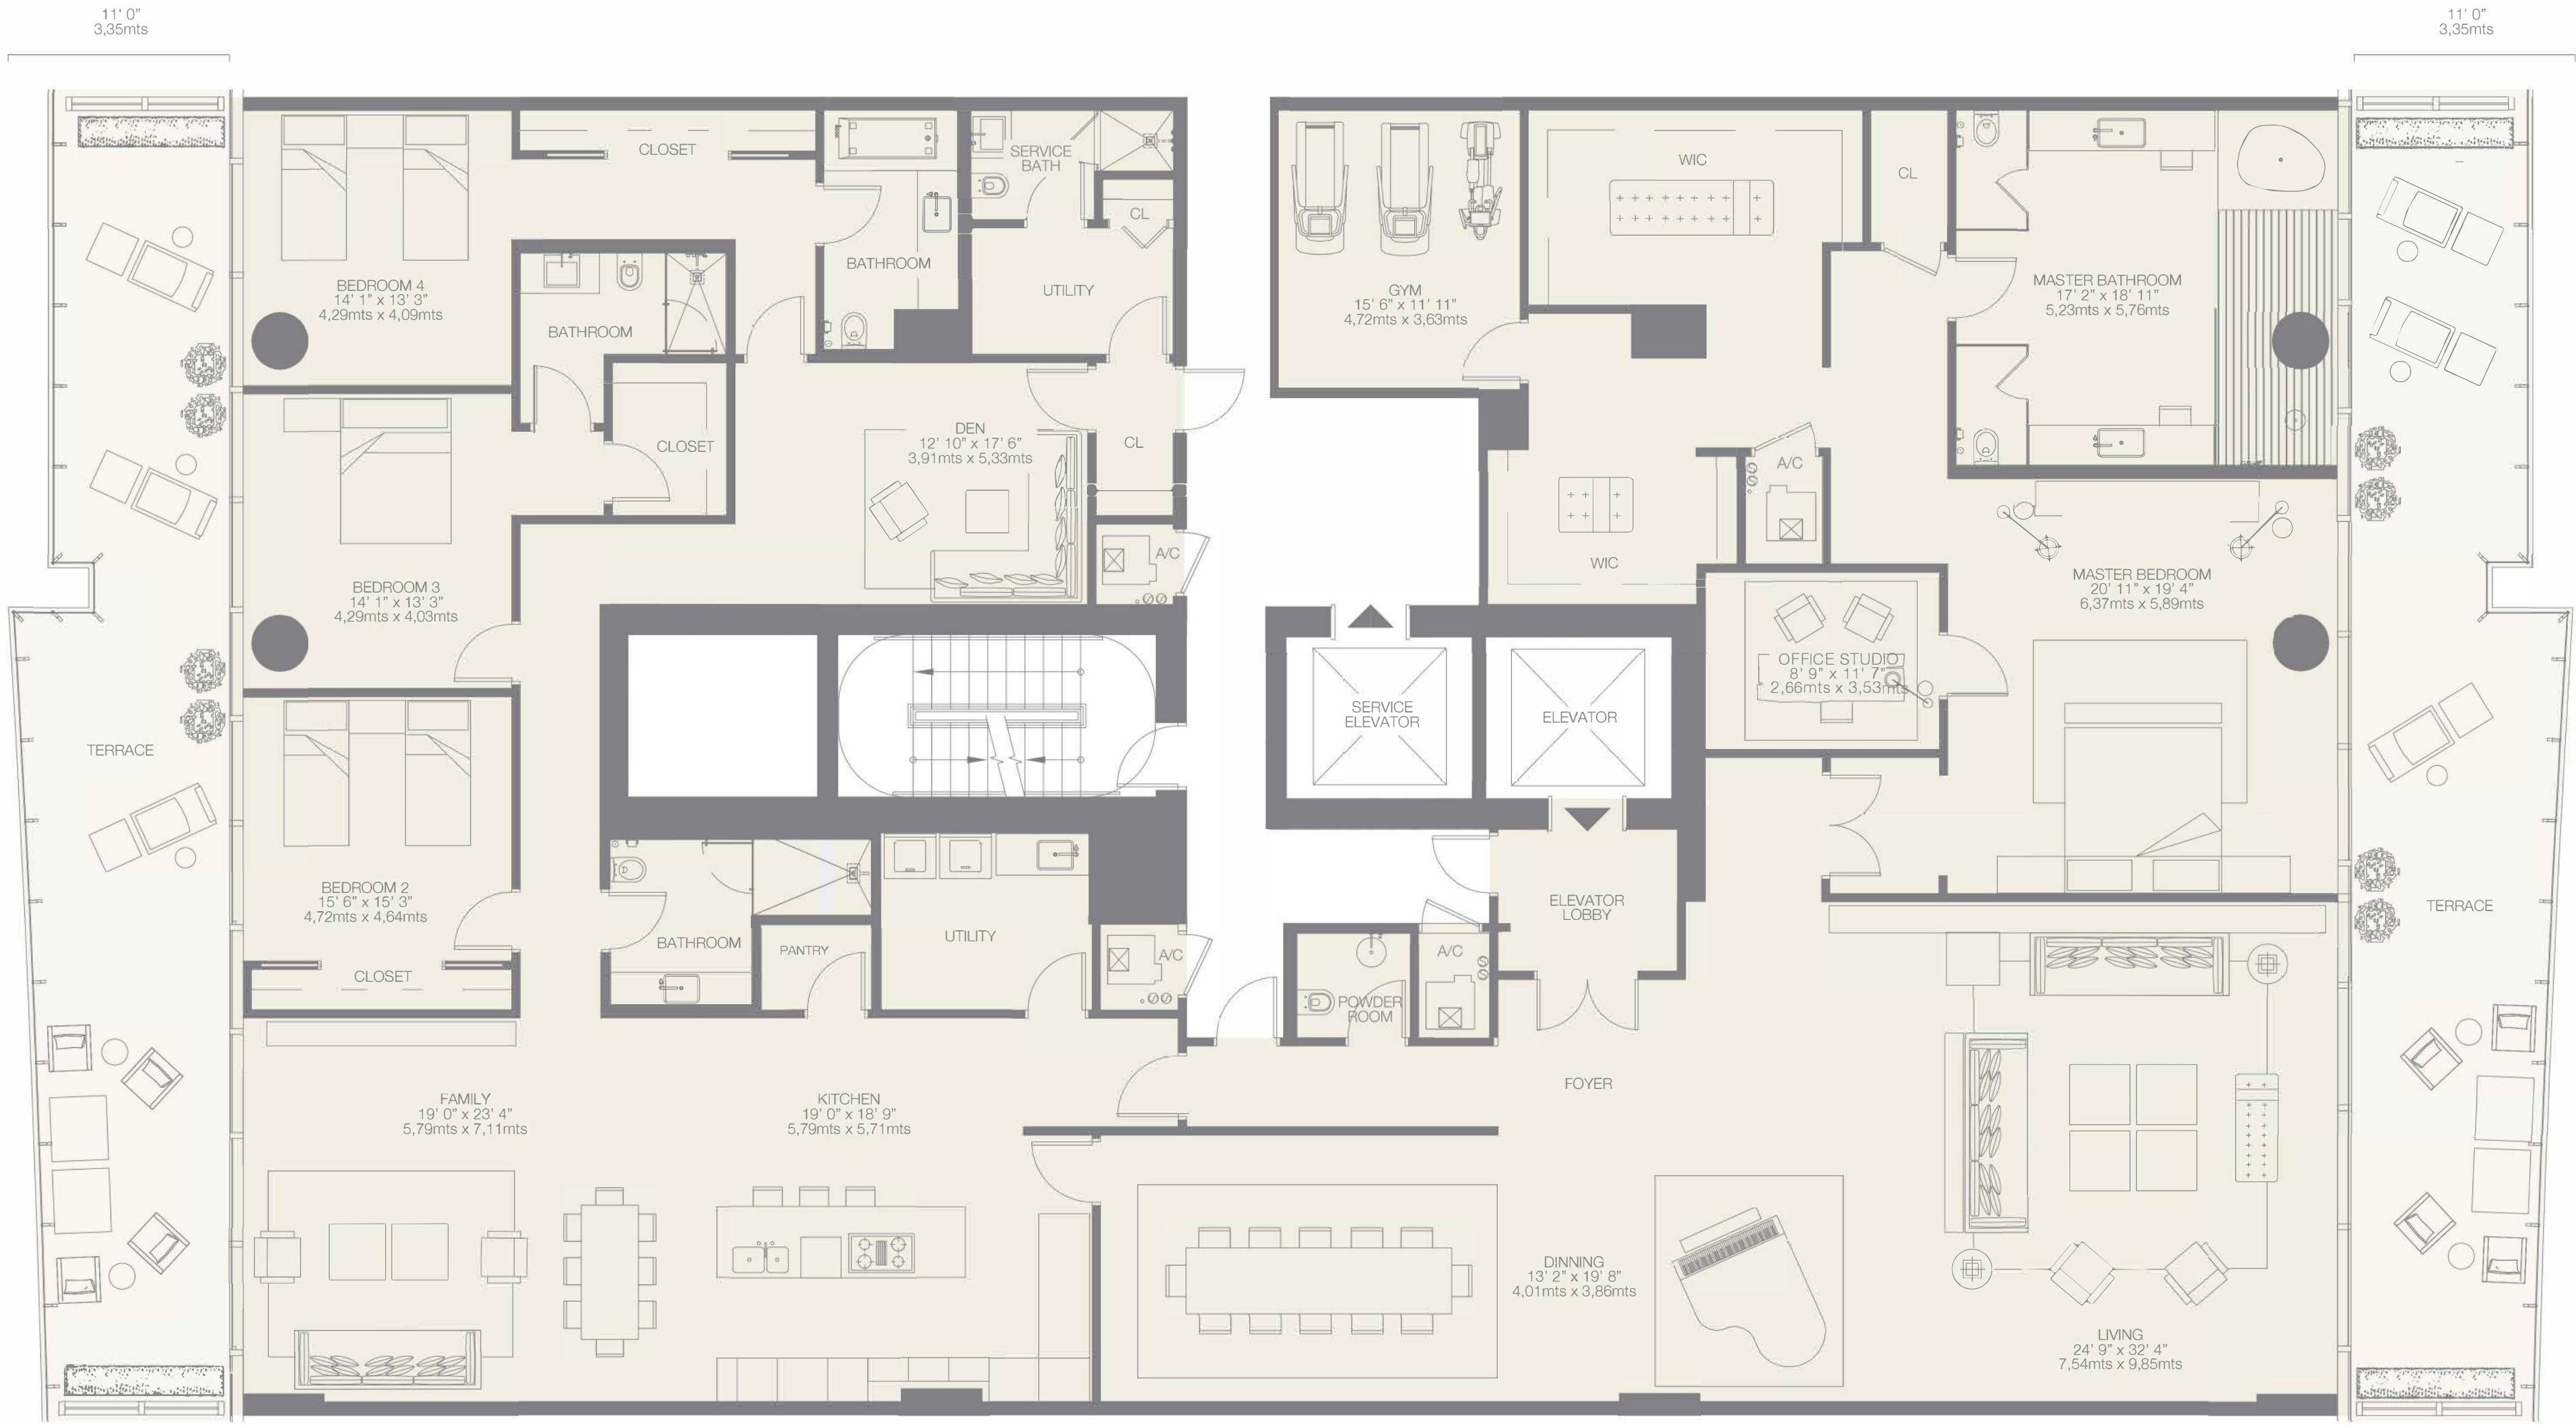 11' 0"
3,35mts
11' 0"
3,35mts
CLOSET
SERVICE
BATH
WIC
CL
CL
BEDROOM 4
14' 1" x 13' 3"
4,29mts x 4,09mts
BATHROOM
UTILITY
GYM
15' 6" x 11' 11"
4,72mts x 3,63mts
MASTER BATHROOM
17' 2" x 18' 11"
5,23mts x 5,76mts
BATHROOM
CLOSET
DEN
12' 10" x 17' 6"
3,91mts x 5,33mts
CL
A/C
A/C
WIC
BEDROOM 3
14' 1" x 13' 3"
4,29mts x 4,03mts
MASTER BEDROOM
20' 11" x 19' 4"
6,37mts x 5,89mts
OFFICE STUDIO
8' 9" x 11' 7"
2,66mts x 3,53mts
SERVICE
ELEVATOR
ELEVATOR
TERRACE
BEDROOM 2
15' 6" x 15' 3"
4,72mts x 4,64mts
CLOSET
BATHROOM
PANTRY
UTILITY
A/C
ELEVATOR
LOBBY
A/C
POWDER
ROOM
TERRACE
FAMILY
19' 0" x 23' 4"
5,79mts x 7,11mts
KITCHEN
19' 0" x 18' 9"
5,79mts x 5,71mts
FOYER
DINNING
13' 2" x 19' 8"
4,01mts x 3,86mts
LIVING
24' 9" x 32' 4"
7,54mts x 9,85mts